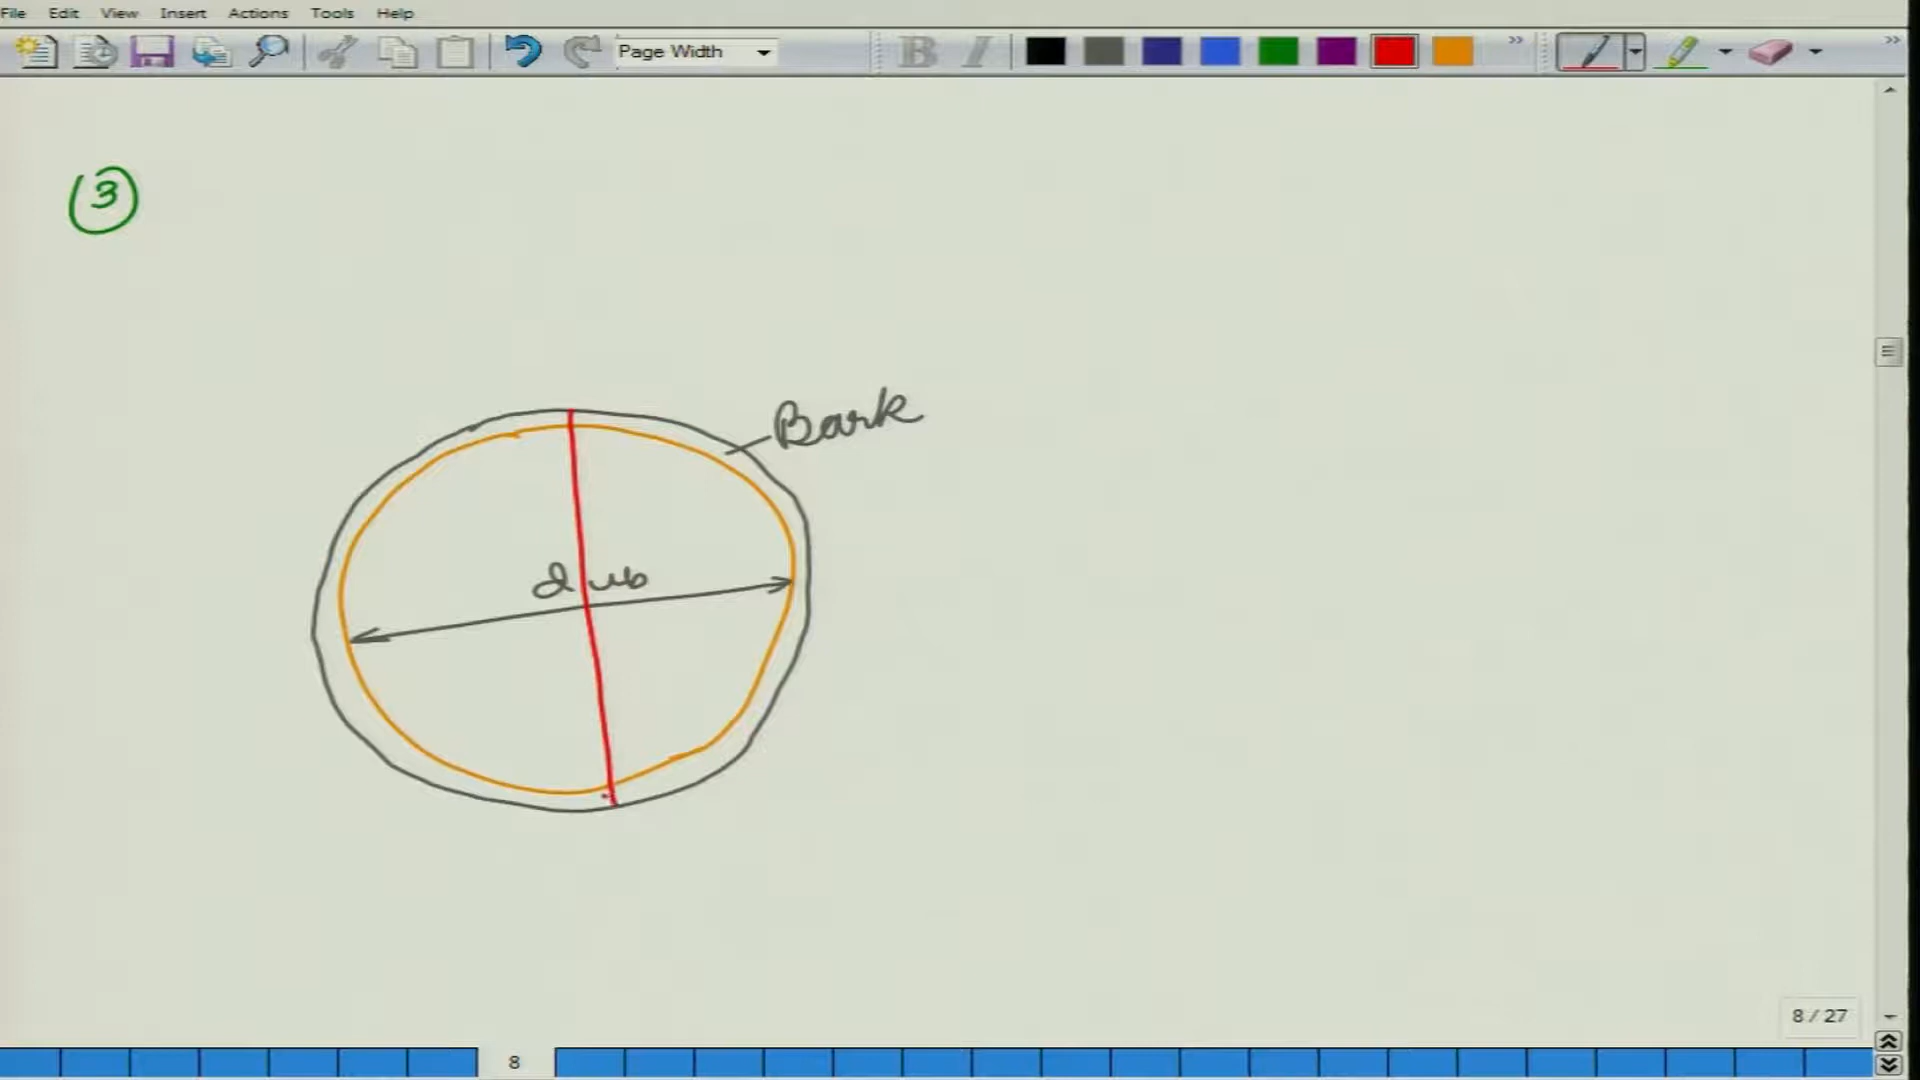 File Edit View Insert Actions Tools Help
Page Width
B I
3
Bark
dub
8 / 27
8